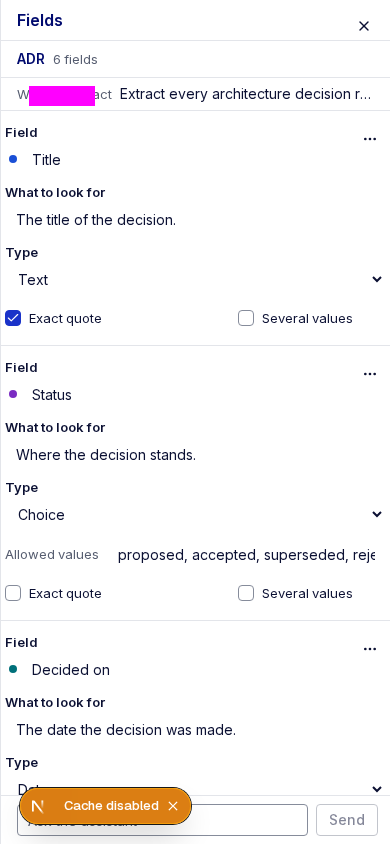 Fields
ADR 6 fields
Extract every architecture decision r…
Field
Title
What to look for
The title of the decision.
Type
Text
Exact quote Several values
Field
Status
What to look for
Where the decision stands.
Type
Choice
Allowed values proposed, accepted, superseded, reje
Exact quote Several values
Field
Decided on
What to look for
The date the decision was made.
Type
Cache disabled
Send